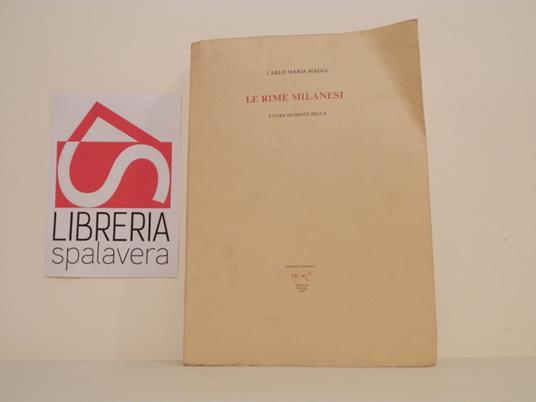 LIBRERIA
spalavera
CARLO MARIA MAGGI
LE RIME MILANESI
A CURA DI DANTE ISELLA